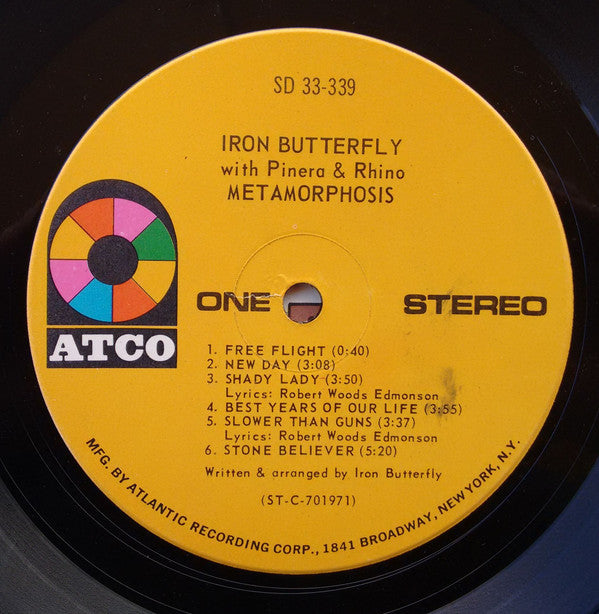 SD 33-339
IRON BUTTERFLY
with Pinera & Rhino
METAMORPHOSIS
ATCO
ONE
STEREO
1. FREE FLIGHT (0:40)
2. NEW DAY (3:08)
3. SHADY LADY (3:50)
Lyrics: Robert Woods Edmonson
4. BEST YEARS OF OUR LIFE (3:55)
5. SLOWER THAN GUNS (3:37)
Lyrics: Robert Woods Edmonson
6. STONE BELIEVER (5:20)
Written & arranged by Iron Butterfly
(ST-C-701971)
MFG. BY ATLANTIC RECORDING CORP., 1841 BROADWAY, NEW YORK, N.Y.